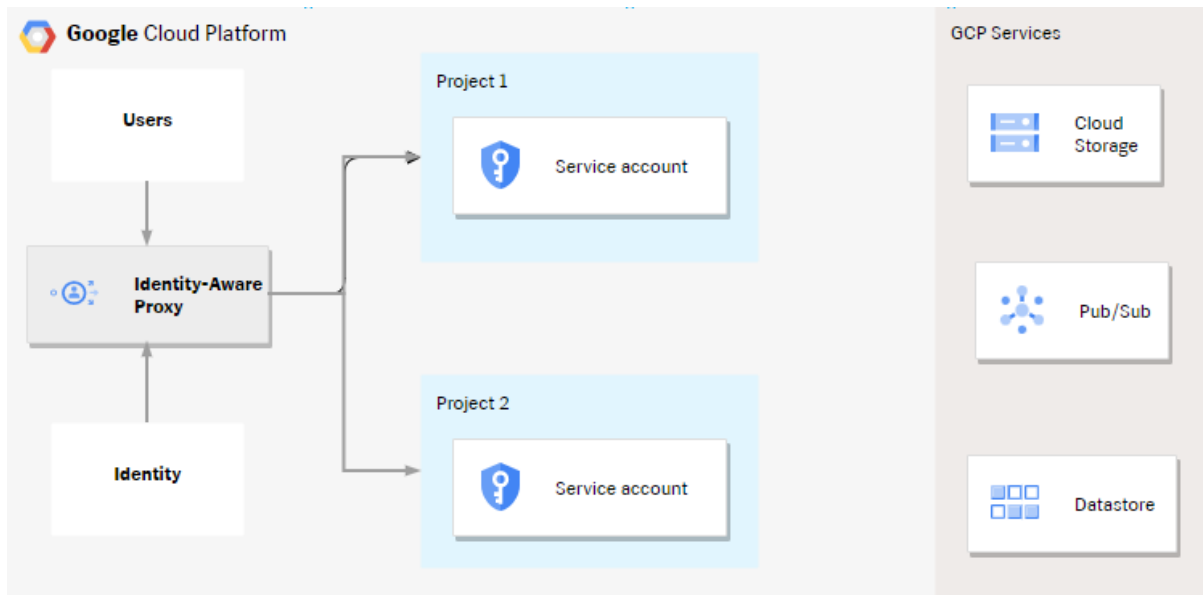 Google Cloud Platform
Users
Identity-Aware
Proxy
Identity
Project 1
Service account
Project 2
Service account
GCP Services
Cloud
Storage
Pub/Sub
Datastore